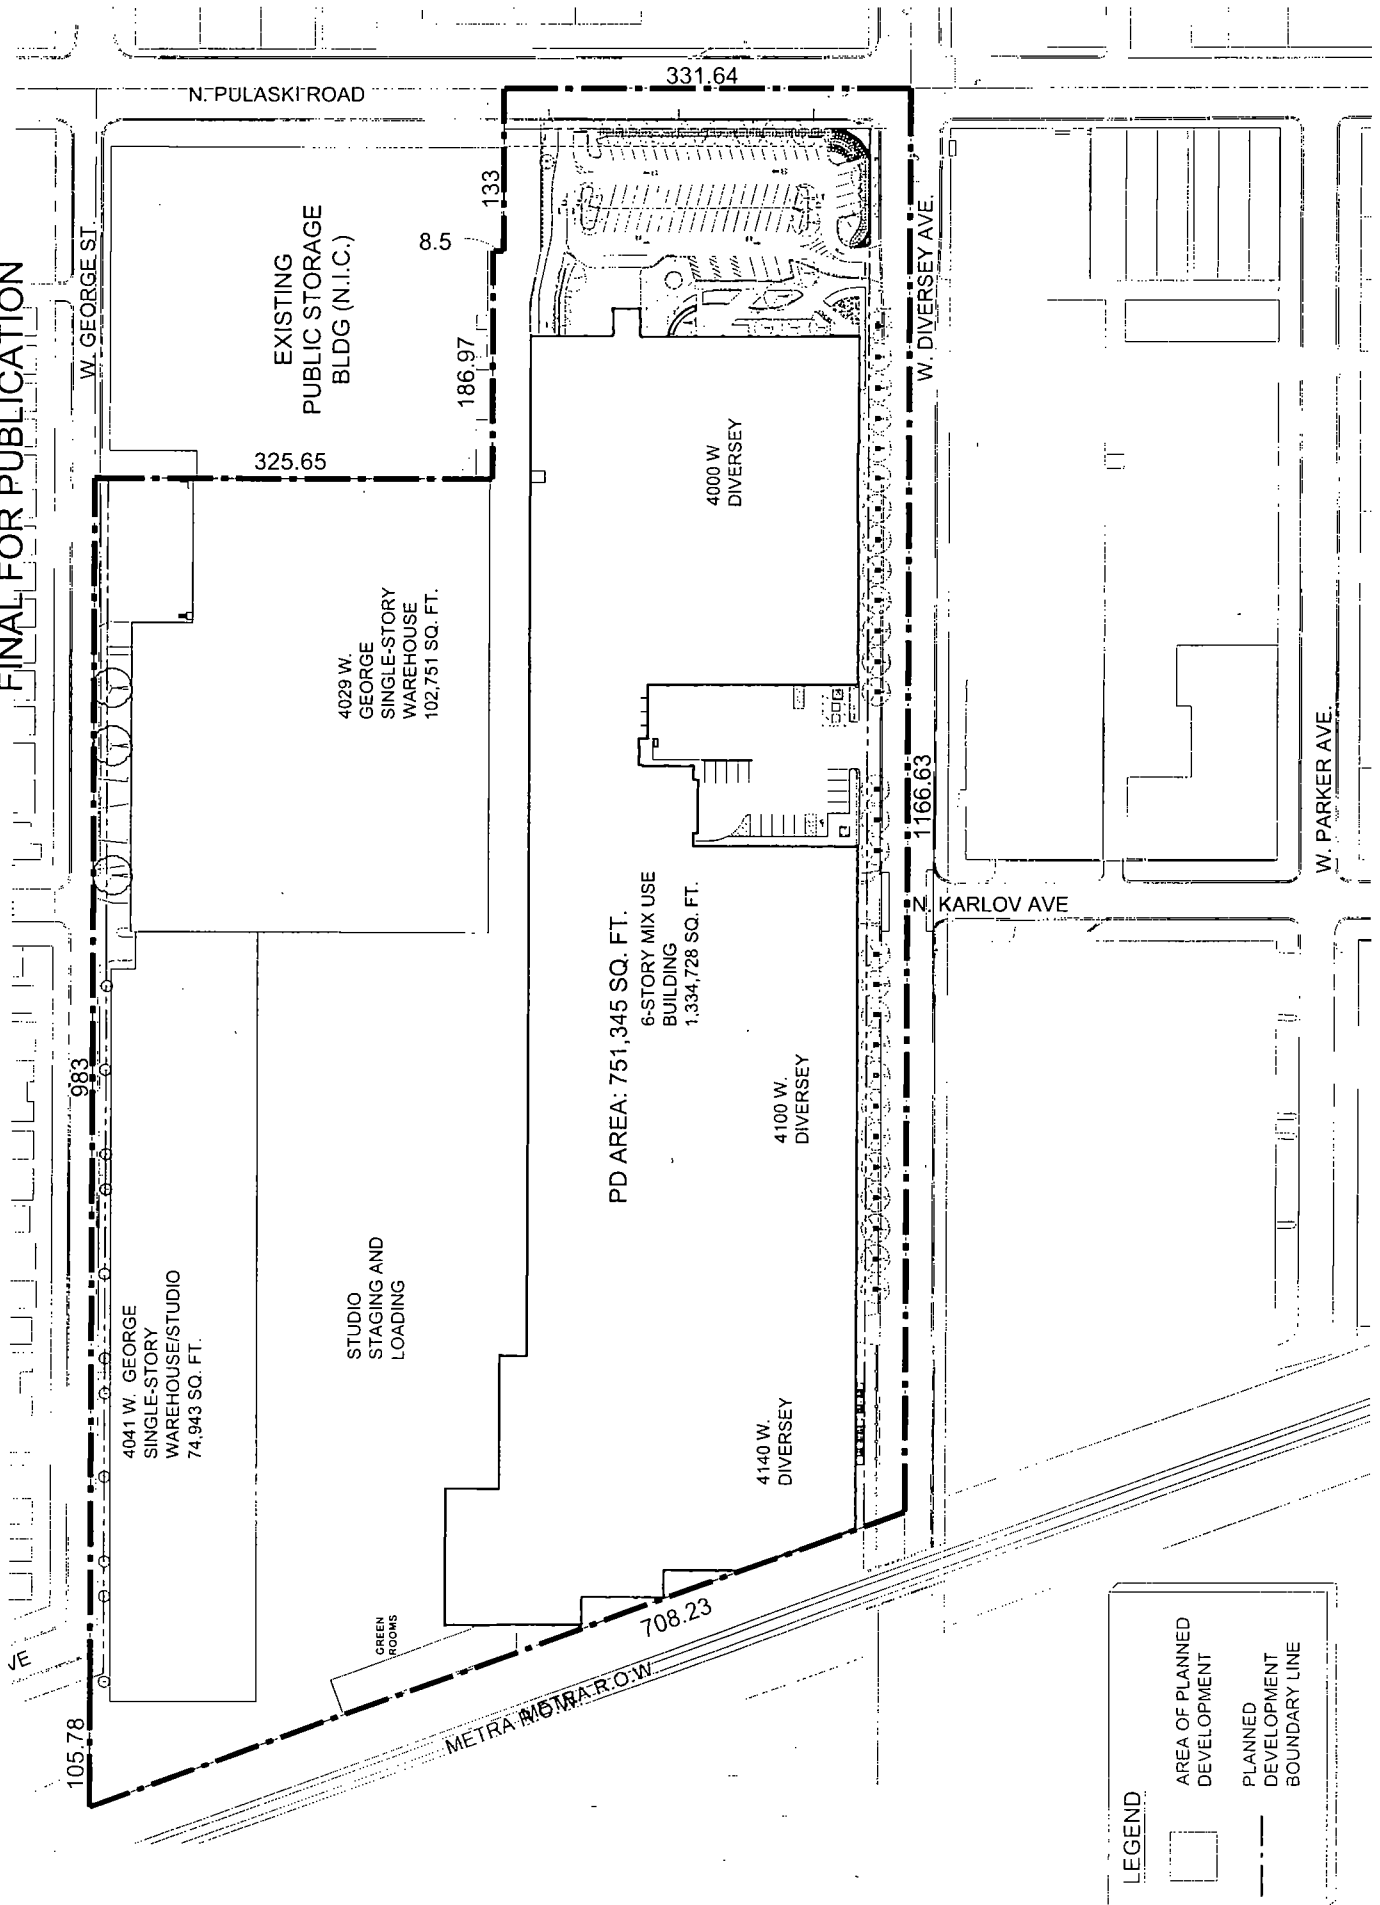 FINAL FOR PUBLICATION
331.64
N. PULASKI ROAD
W. GEORGE ST
133
8.5
EXISTING
PUBLIC STORAGE
BLDG (N.I.C.)
186.97
325.65
W. DIVERSEY AVE.
4000 W
DIVERSEY
4029 W.
GEORGE
SINGLE-STORY
WAREHOUSE
102,751 SQ. FT.
1166.63
W. PARKER AVE.
N. KARLOV AVE
PD AREA: 751,345 SQ. FT.
6-STORY MIX USE
BUILDING
1,334,728 SQ. FT.
983
4100 W.
DIVERSEY
STUDIO
STAGING AND
LOADING
4041 W. GEORGE
SINGLE-STORY
WAREHOUSE/STUDIO
74,943 SQ. FT.
4140 W.
DIVERSEY
GREEN
ROOMS
708.23
METRA R.O.W
METRA R.O.W
VE
105.78
LEGEND
AREA OF PLANNED
DEVELOPMENT
PLANNED
DEVELOPMENT
BOUNDARY LINE